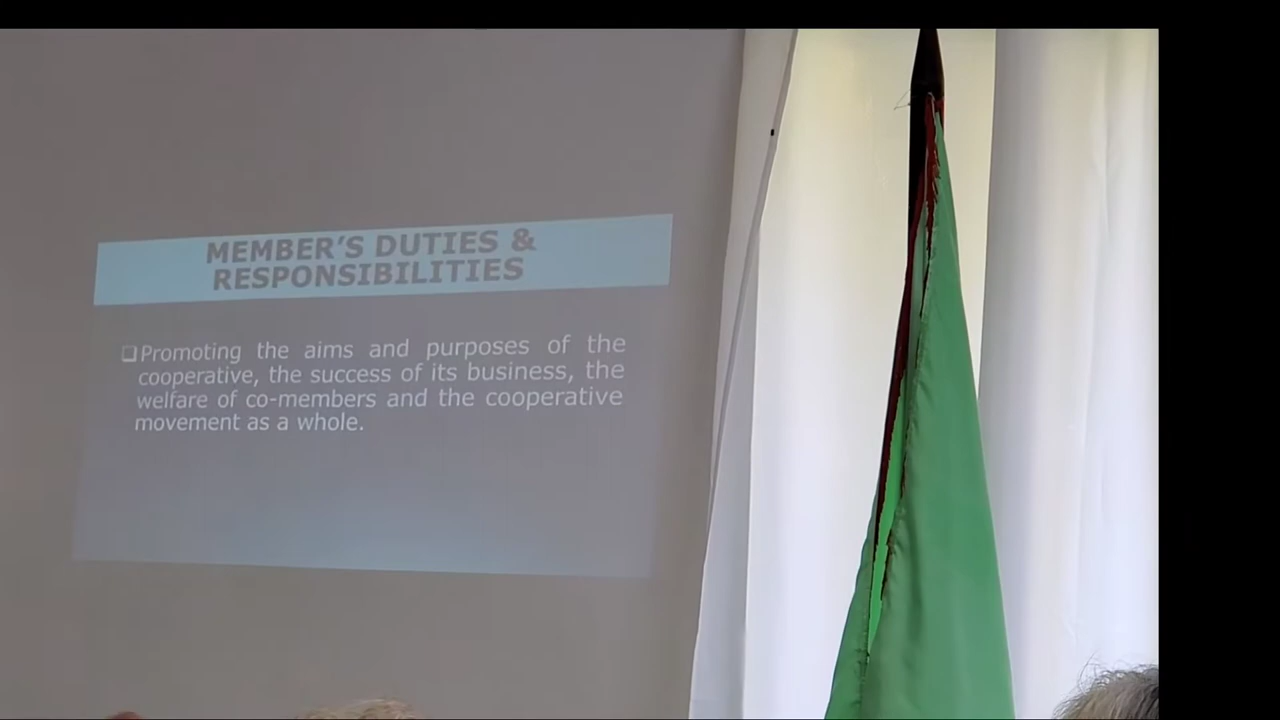 MEMBER'S DUTIES &
RESPONSIBILITIES
❑Promoting the aims and purposes of the
cooperative, the success of its business, the
welfare of co-members and the cooperative
movement as a whole.